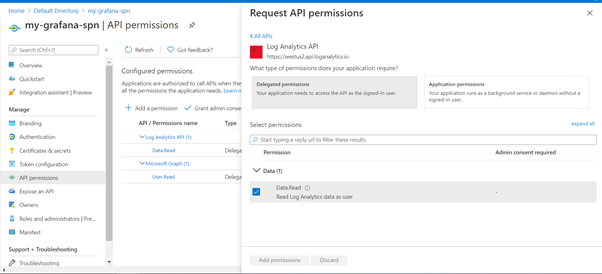 Home > Default Directory > my-grafana-spn
my-grafana-spn | API permissions
Search (Ctrl+/)
Overview
Quickstart
Integration assistant | Preview
Manage
Branding
Authentication
Certificates & secrets
Token configuration
API permissions
Expose an API
Owners
Roles and administrators | Pre...
Manifest
Support + Troubleshooting
Troubleshooting
Refresh
Got feedback?
Configured permissions
Applications are authorized to call APIs when they
all the permissions the application needs. Learn m
Add a permission
Grant admin conse
API / Permissions name Type
Log Analytics API (1)
Data.Read Delega
Microsoft Graph (1)
User.Read Delega
Request API permissions
All APIs
Log Analytics API
https://westus2.api.loganalytics.io
What type of permissions does your application require?
Delegated permissions
Your application needs to access the API as the signed-in user.
Application permissions
Your application runs as a background service or daemon without a
signed-in user.
Select permissions
expand all
Start typing a reply url to filter these results
Permission Admin consent required
Data (1)
Data.Read
Read Log Analytics data as user
-
Add permissions
Discard